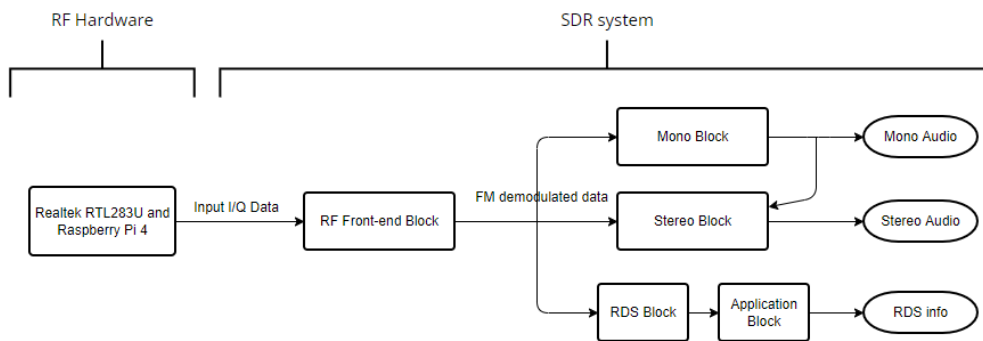 RF Hardware
SDR system
Mono Block
Mono Audio
Realtek RTL283U and
Raspberry Pi 4
Input I/Q Data
RF Front-end Block
FM demodulated data
Stereo Block
Stereo Audio
RDS Block
Application
Block
RDS info